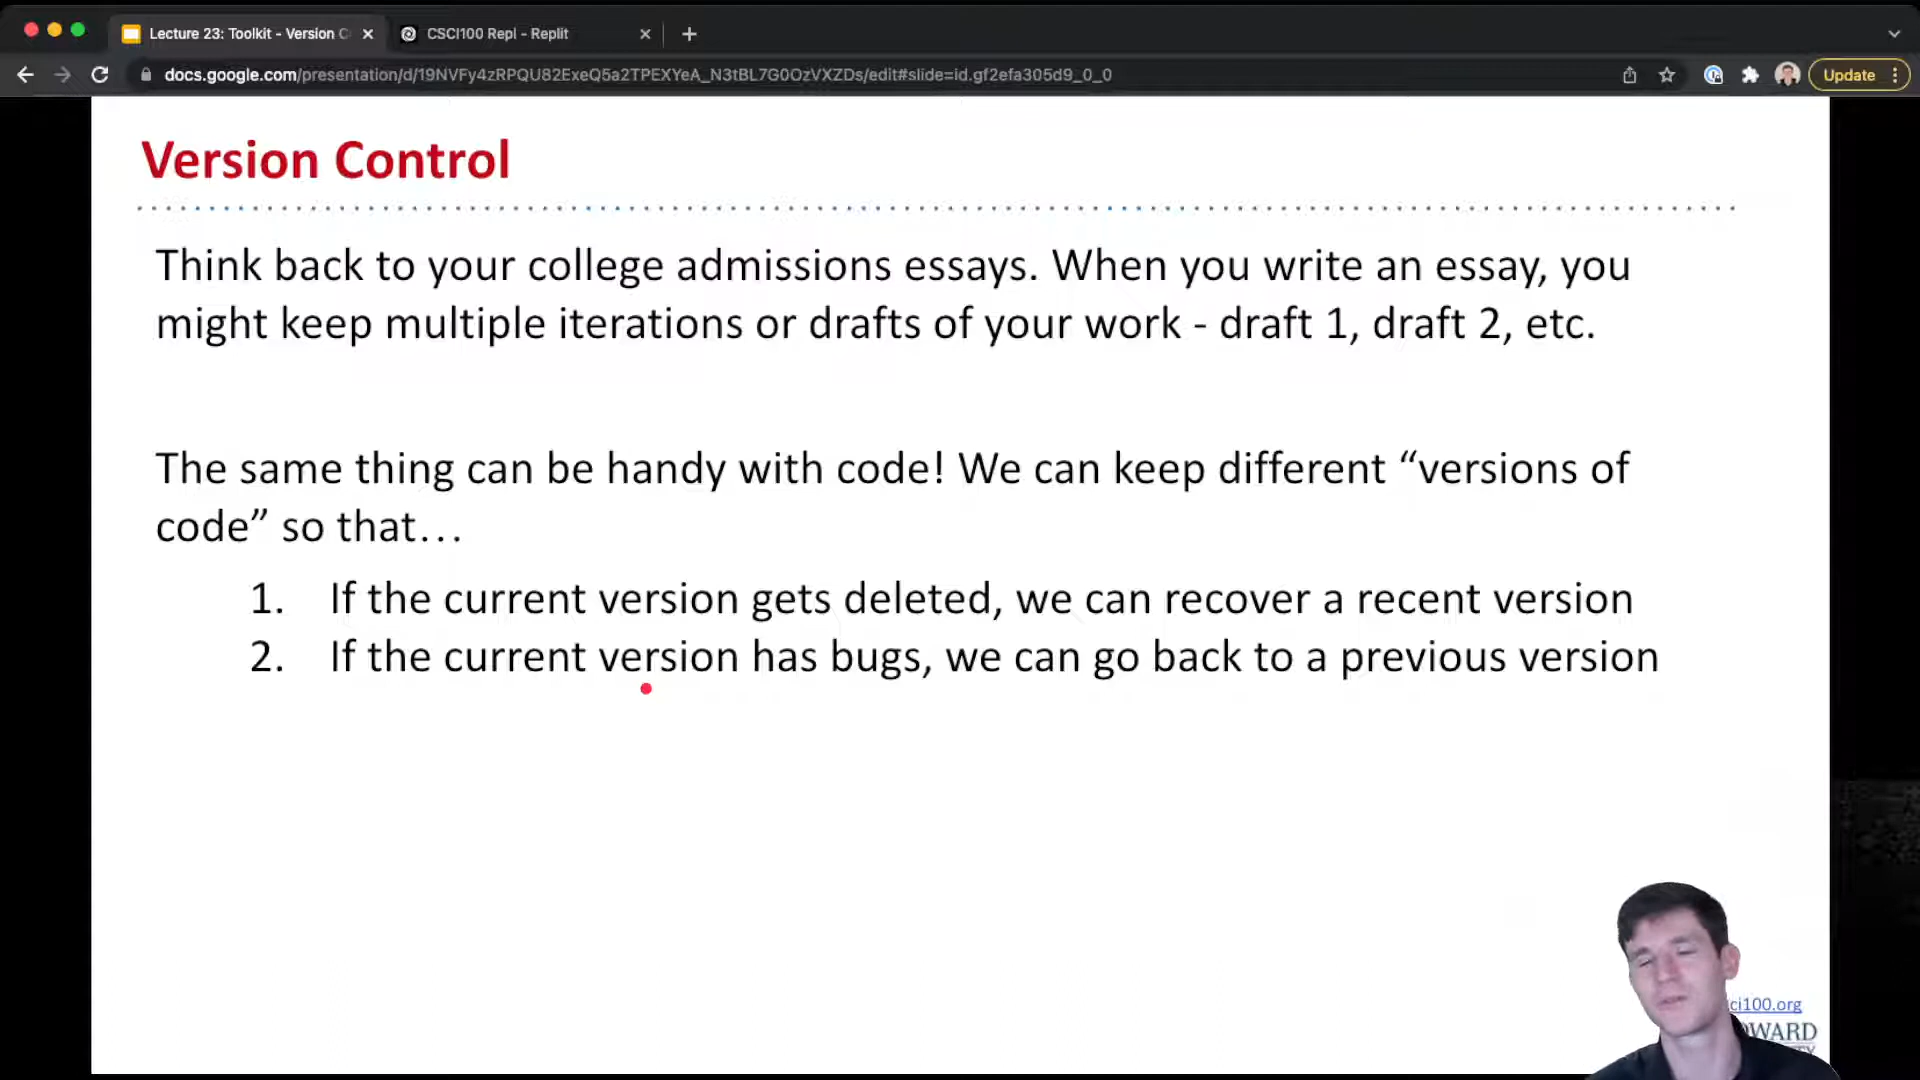 Lecture 23: Toolkit - Version C
CSCI100 Repl - Replit
docs.google.com/presentation/d/19NVFy4zRPQU82ExeQ5a2TPEXYeA_N3tBL7G0OzVXZDs/edit#slide=id.gf2efa305d9_0_0
Update
Version Control
Think back to your college admissions essays. When you write an essay, you
might keep multiple iterations or drafts of your work - draft 1, draft 2, etc.
The same thing can be handy with code! We can keep different “versions of
code” so that…
1. If the current version gets deleted, we can recover a recent version
2. If the current version has bugs, we can go back to a previous version
ci100.org
WARD